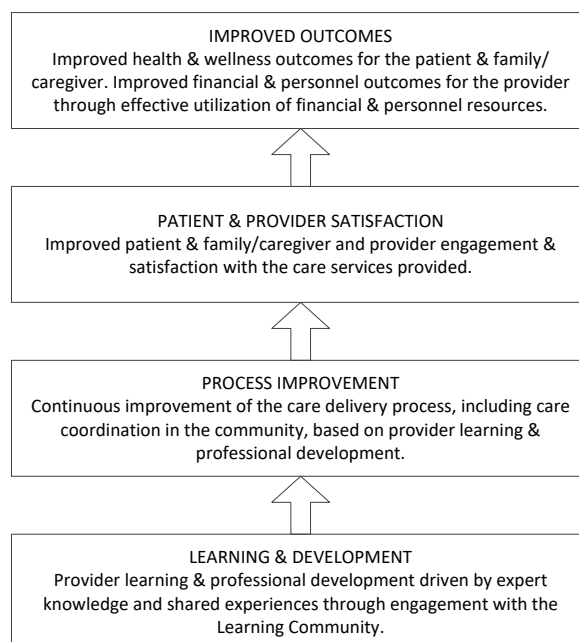 IMPROVED OUTCOMES
Improved health & wellness outcomes for the patient & family/
caregiver. Improved financial & personnel outcomes for the provider
through effective utilization of financial & personnel resources.
PATIENT & PROVIDER SATISFACTION
Improved patient & family/caregiver and provider engagement &
satisfaction with the care services provided.
PROCESS IMPROVEMENT
Continuous improvement of the care delivery process, including care
coordination in the community, based on provider learning &
professional development.
LEARNING & DEVELOPMENT
Provider learning & professional development driven by expert
knowledge and shared experiences through engagement with the
Learning Community.